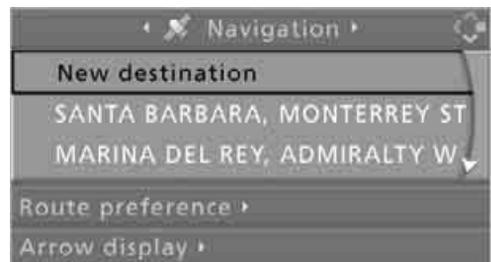 Navigation
New destination
SANTA BARBARA, MONTERREY ST
MARINA DEL REY, ADMIRALTY W
Route preference
Arrow display